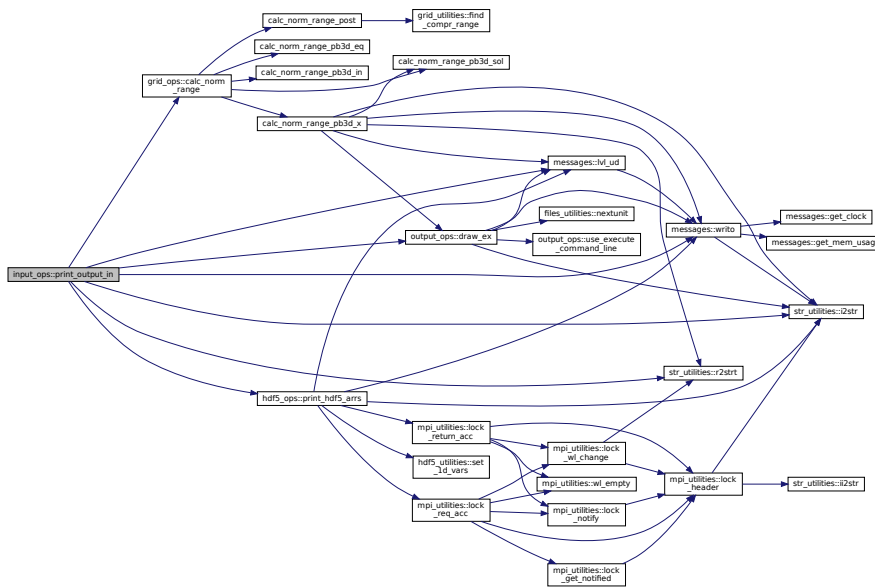 calc_norm_range_post
grid_utilities::find
_compr_range
calc_norm_range_pb3d_eq
calc_norm_range_pb3d_sol
calc_norm_range_pb3d_in
grid_ops::calc_norm
_range
calc_norm_range_pb3d_x
messages::lvl_ud
files_utilities::nextunit
messages::get_clock
messages::writo
output_ops::draw_ex
output_ops::use_execute
_command_line
messages::get_mem_usag
input_ops::print_output_in
str_utilities::i2str
str_utilities::r2strt
hdf5_ops::print_hdf5_arrs
mpi_utilities::lock
_return_acc
mpi_utilities::lock
_wl_change
hdf5_utilities::set
_1d_vars
mpi_utilities::wl_empty
mpi_utilities::lock
_header
str_utilities::ii2str
mpi_utilities::lock
_req_acc
mpi_utilities::lock
_notify
mpi_utilities::lock
_get_notified